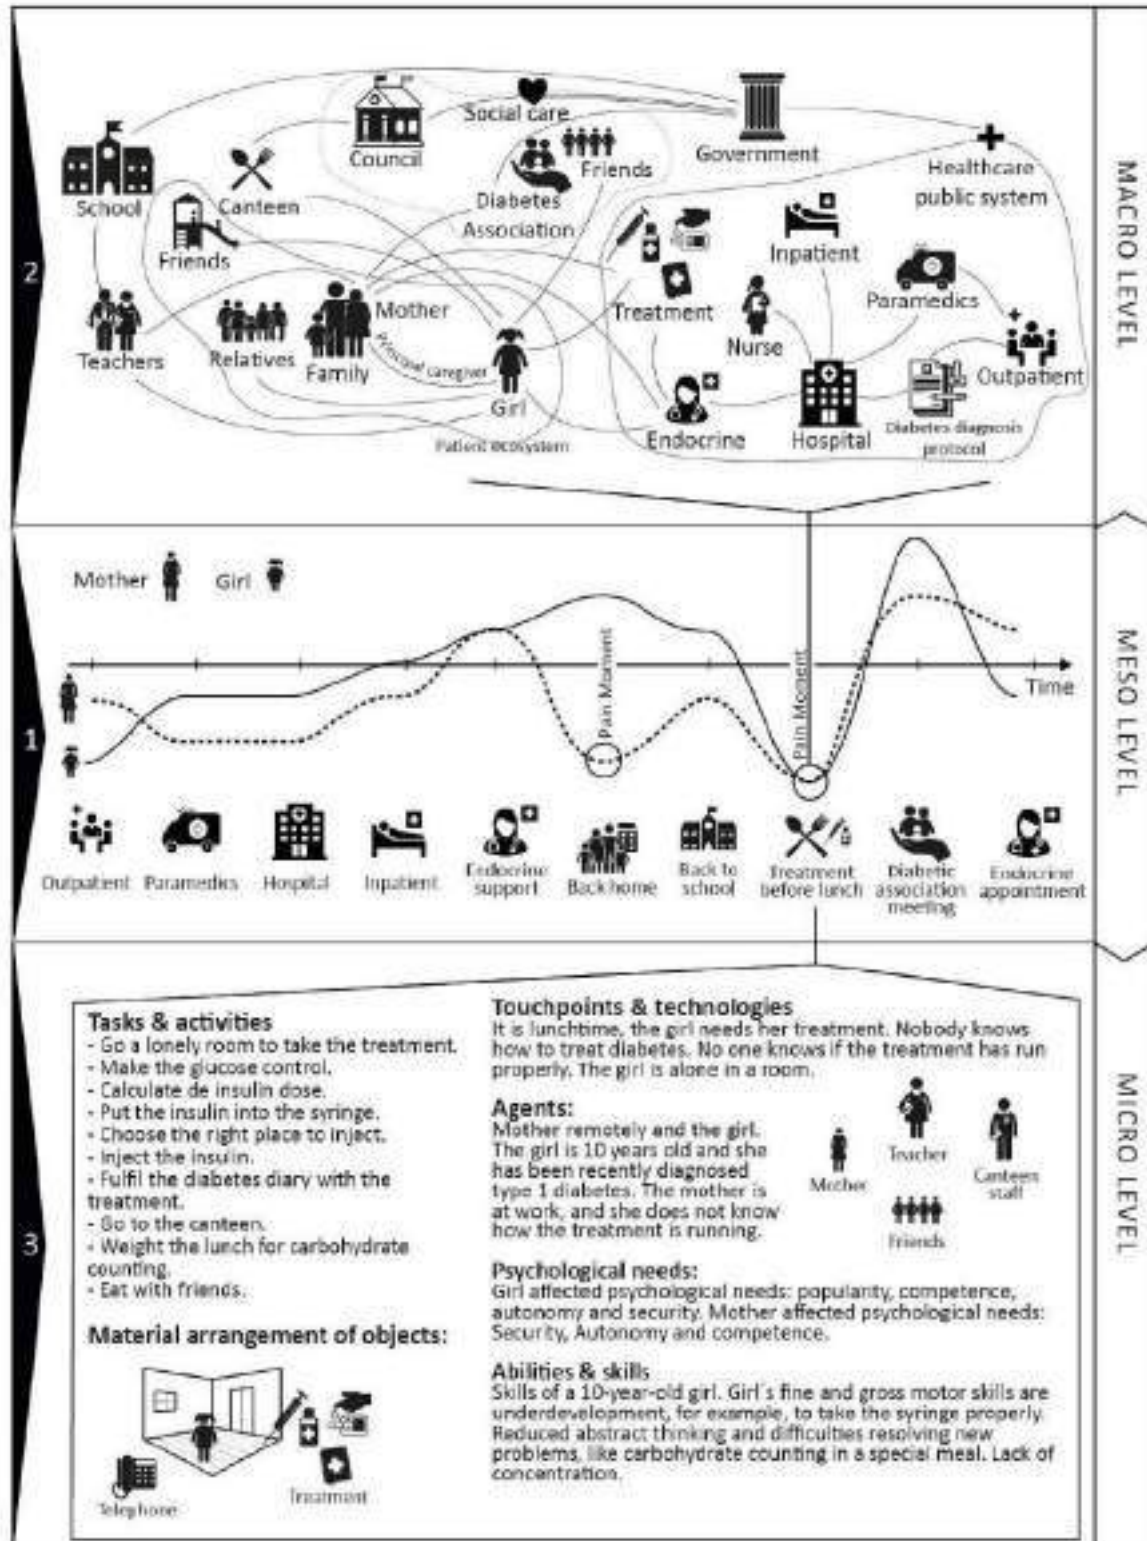 2
MACRO LEVEL
School
Canteen
Council
Social care
Friends
Government
Healthcare
public system
Diabetes
Association
Friends
Teachers
Relatives
Family
Mother
Principal caregiver
Girl
Patient ecosystem
Treatment
Inpatient
Nurse
Paramedics
Outpatient
Endocrine
Hospital
Diabetes diagnosis
protocol
1
MESO LEVEL
Mother
Girl
Pain Moment
Pain Moment
Time
Outpatient
Paramedics
Hospital
Inpatient
Endocrine
support
Back home
Back to
school
Treatment
before lunch
Diabetic
association
meeting
Endocrine
appointment
3
MICRO LEVEL
Tasks & activities
- Go a lonely room to take the treatment.
- Make the glucose control.
- Calculate de insulin dose.
- Put the insulin into the syringe.
- Choose the right place to inject.
- Inject the insulin.
- Fulfil the diabetes diary with the
treatment.
- Go to the canteen.
- Weight the lunch for carbohydrate
counting.
- Eat with friends.
Material arrangement of objects:
Telephone
Treatment
Touchpoints & technologies
It is lunchtime, the girl needs her treatment. Nobody knows
how to treat diabetes. No one knows if the treatment has run
properly. The girl is alone in a room.
Agents:
Mother remotely and the girl.
The girl is 10 years old and she
has been recently diagnosed
type 1 diabetes. The mother is
at work, and she does not know
how the treatment is running.
Mother
Teacher
Canteen
staff
Friends
Psychological needs:
Girl affected psychological needs: popularity, competence,
autonomy and security. Mother affected psychological needs:
Security, Autonomy and competence.
Abilities & skills
Skills of a 10-year-old girl. Girl´s fine and gross motor skills are
underdevelopment, for example, to take the syringe properly.
Reduced abstract thinking and difficulties resolving new
problems, like carbohydrate counting in a special meal. Lack of
concentration.